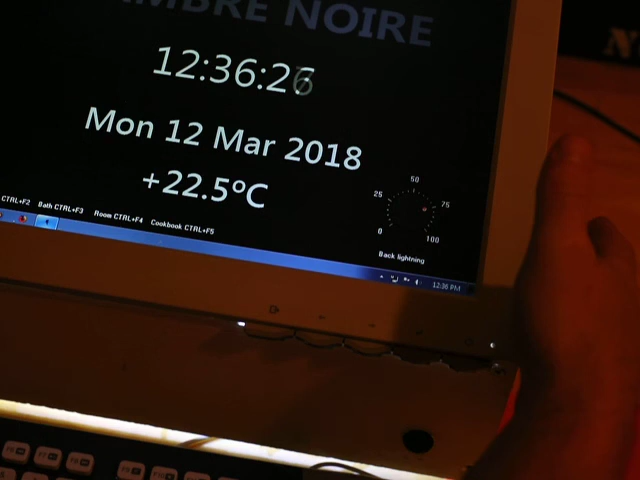 MBRE NOIRE
12:36:26
Mon 12 Mar 2018
+22.5ºC
50
25
75
0
100
CTRL+F2 Bath CTRL+F3 Room CTRL+F4 Cookbook CTRL+F5
Back lightning
12:36 PM
N